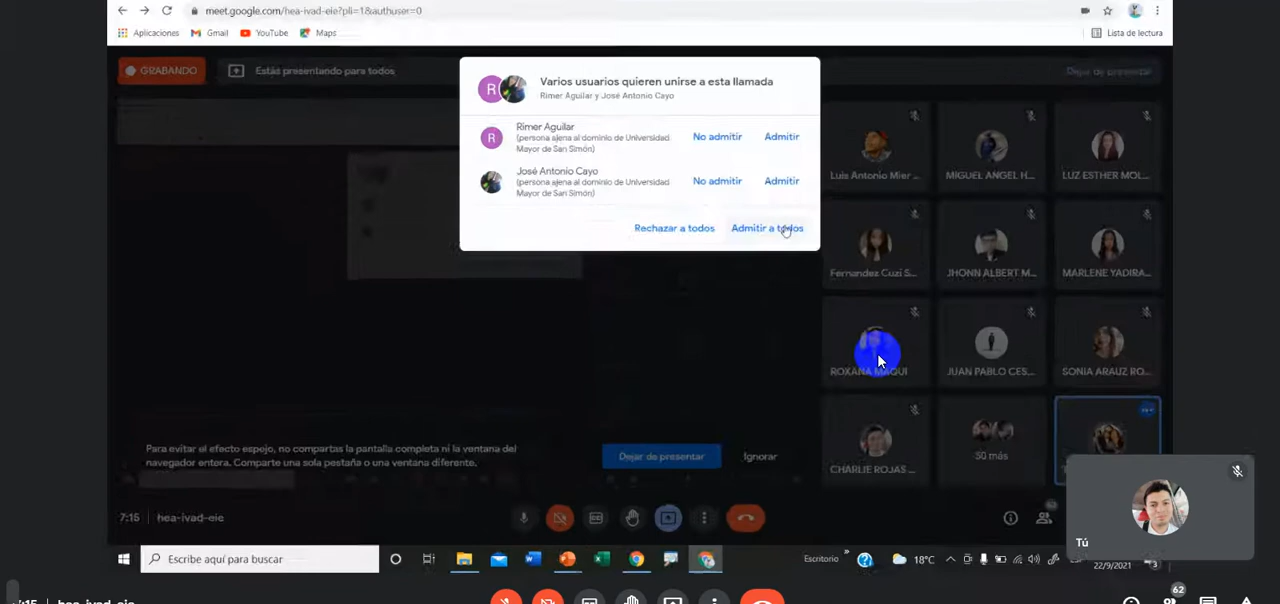 meet.google.com/hea-ivad-eie?pli=1&authuser=0
Aplicaciones Gmail YouTube Maps Lista de lectura
GRABANDO Estás presentando para todos Dejar de presentar
Varios usuarios quieren unirse a esta llamada
Rimer Aguilar y José Antonio Cayo
R
R
Rimer Aguilar
(persona ajena al dominio de Universidad
Mayor de San Simón)
No admitir Admitir
José Antonio Cayo
(persona ajena al dominio de Universidad
Mayor de San Simón)
No admitir Admitir
Rechazar a todos Admitir a todos
Luis Antonio Mier ... MIGUEL ANGEL H... LUZ ESTHER MOL...
Fernandez Cuzi S... JHONN ALBERT M... MARLENE YADIRA...
ROXANA MAQUI JUAN PABLO CES... SONIA ARAUZ RO...
CHARLIE ROJAS ... 50 más
Para evitar el efecto espejo, no compartas la pantalla completa ni la ventana del
navegador entera. Comparte una sola pestaña o una ventana diferente.
Dejar de presentar Ignorar
Tú
7:15 hea-ivad-eie
Escribe aquí para buscar
Escritorio
18°C
22/9/2021
7:15 hea-ivad-eie
62